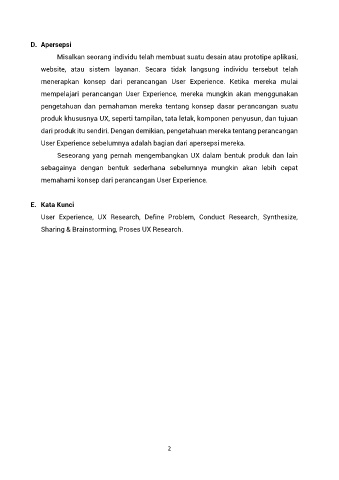 D. Apersepsi
Misalkan seorang individu telah membuat suatu desain atau prototipe aplikasi,
website, atau sistem layanan. Secara tidak langsung individu tersebut telah
menerapkan konsep dari perancangan User Experience. Ketika mereka mulai
mempelajari perancangan User Experience, mereka mungkin akan menggunakan
pengetahuan dan pemahaman mereka tentang konsep dasar perancangan suatu
produk khususnya UX, seperti tampilan, tata letak, komponen penyusun, dan tujuan
dari produk itu sendiri. Dengan demikian, pengetahuan mereka tentang perancangan
User Experience sebelumnya adalah bagian dari apersepsi mereka.
Seseorang yang pernah mengembangkan UX dalam bentuk produk dan lain
sebagainya dengan bentuk sederhana sebelumnya mungkin akan lebih cepat
memahami konsep dari perancangan User Experience.
E. Kata Kunci
User Experience, UX Research, Define Problem, Conduct Research, Synthesize,
Sharing & Brainstorming, Proses UX Research.
2